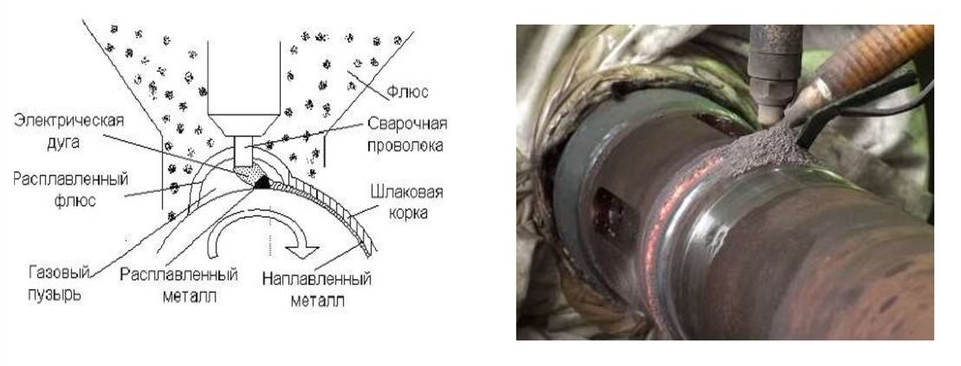 Флюс
Электрическая
дуга
Сварочная
проволока
Расплавленный
флюс
Шлаковая
корка
Газовый
пузырь
Расплавленный
металл
Наплавленный
металл